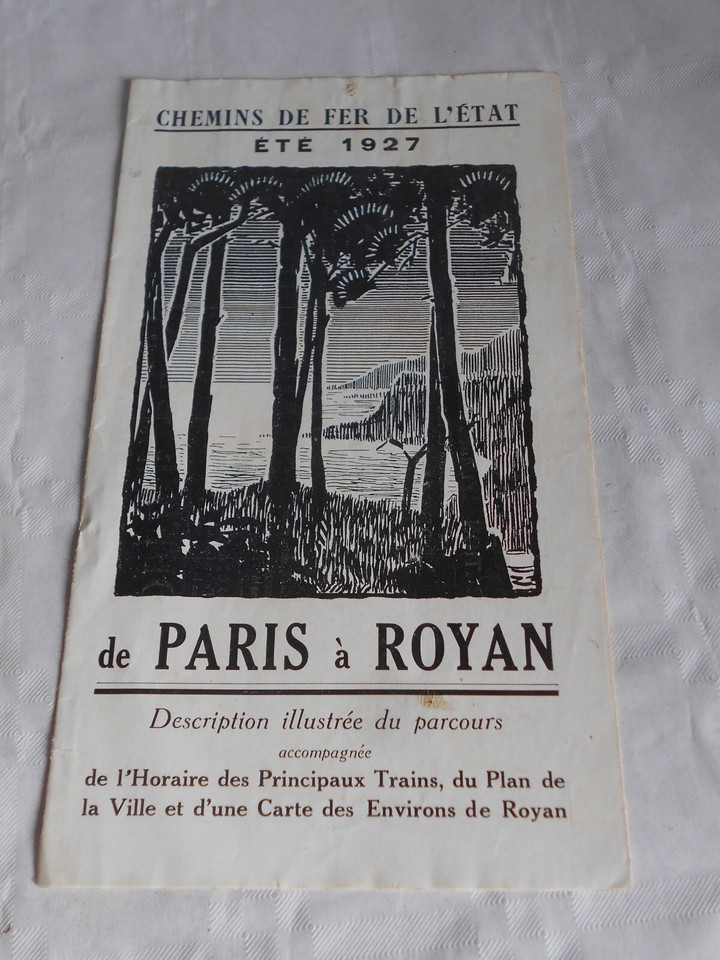 CHEMINS DE FER DE L'ÉTAT
ÉTÉ 1927
de PARIS à ROYAN
Description illustrée du parcours
accompagnée
de l'Horaire des Principaux Trains, du Plan de
la Ville et d'une Carte des Environs de Royan